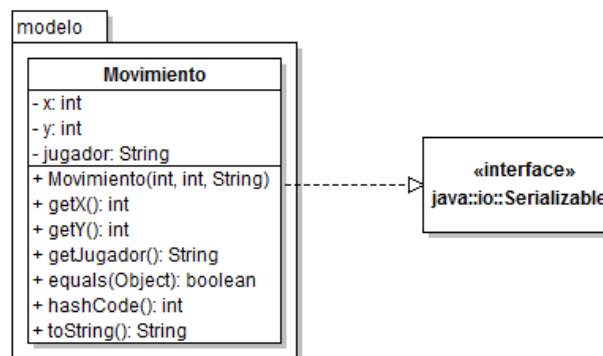 modelo
Movimiento
- x: int
- y: int
- jugador: String
+ Movimiento(int, int, String)
+ getX(): int
+ getY(): int
+ getJugador(): String
+ equals(Object): boolean
+ hashCode(): int
+ toString(): String
«interface»
java::io::Serializable